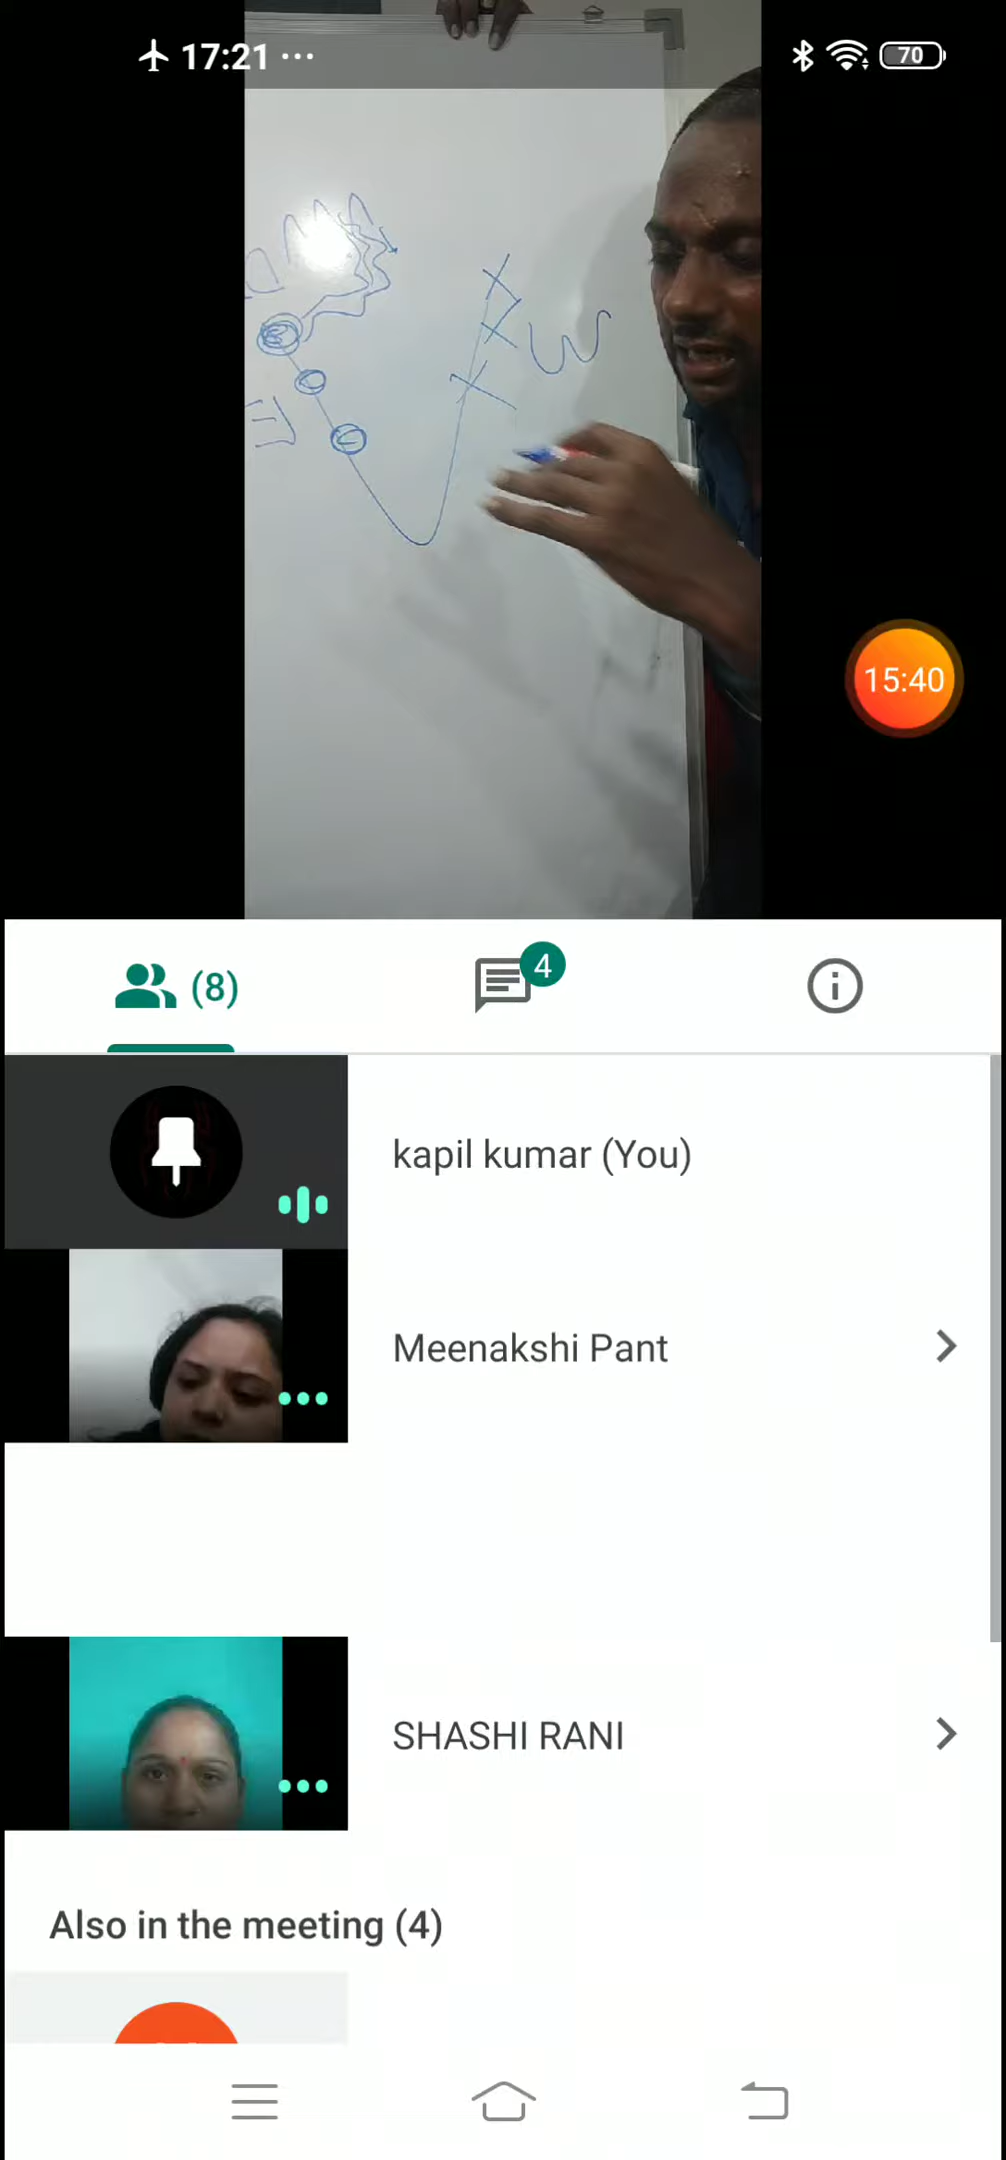 17:21 ...
70
15:40
(8)
4
kapil kumar (You)
Meenakshi Pant
SHASHI RANI
Also in the meeting (4)